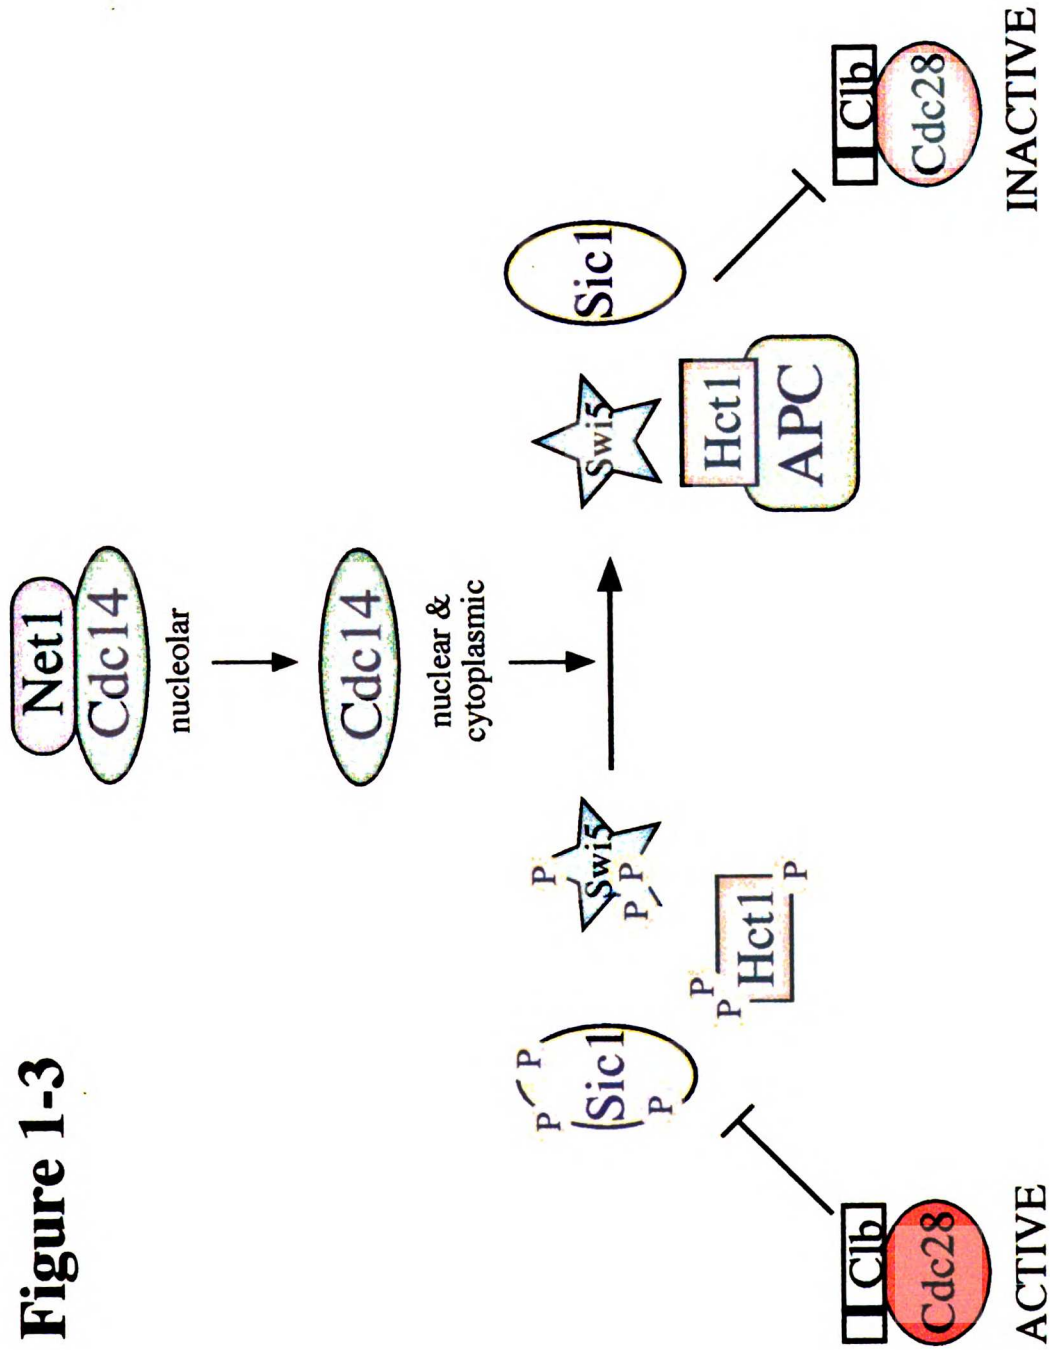 Figure 1-3
Net1
Cdc14
nucleolar
Cdc14
nuclear &
cytoplasmic
P
P
Sic1
P
P
Swi5
P
P
P
P
Hct1
P
Swi5
Sic1
Hct1
APC
Clb
Cdc28
ACTIVE
Clb
Cdc28
INACTIVE